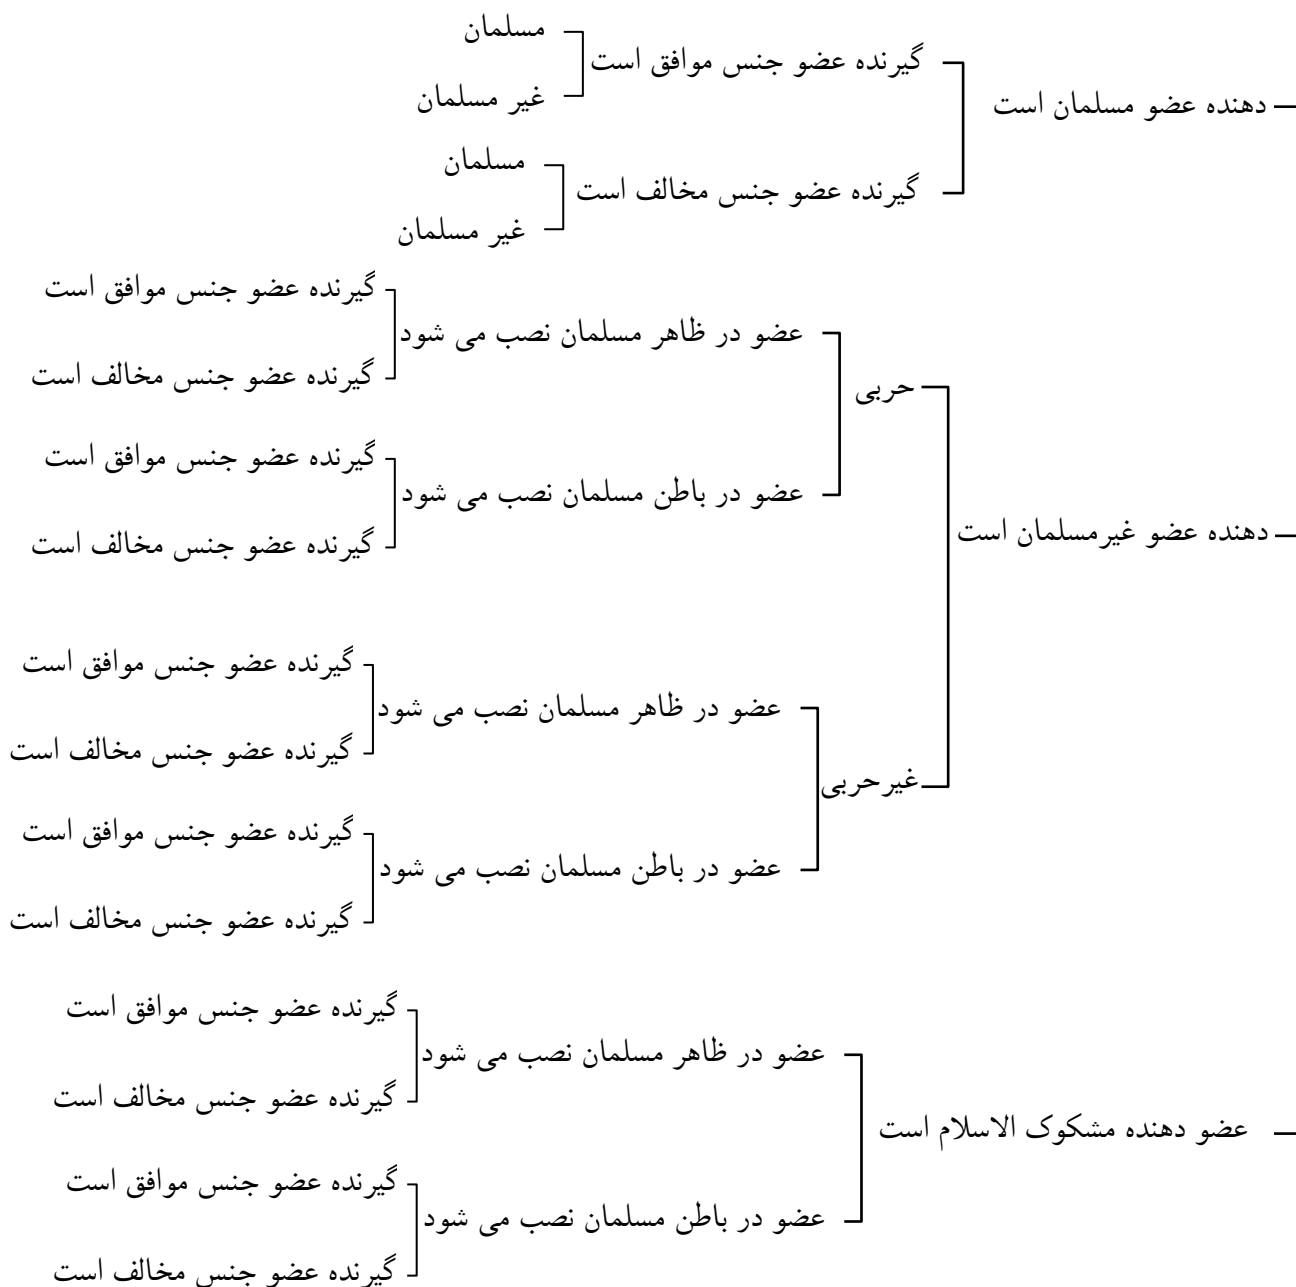 دهنده عضو مسلمان است
گیرنده عضو جنس موافق است
مسلمان
غیر مسلمان
گیرنده عضو جنس مخالف است
مسلمان
غیر مسلمان
دهنده عضو غیرمسلمان است
حربی
عضو در ظاهر مسلمان نصب می شود
گیرنده عضو جنس موافق است
گیرنده عضو جنس مخالف است
عضو در باطن مسلمان نصب می شود
گیرنده عضو جنس موافق است
گیرنده عضو جنس مخالف است
غیرحربی
عضو در ظاهر مسلمان نصب می شود
گیرنده عضو جنس موافق است
گیرنده عضو جنس مخالف است
عضو در باطن مسلمان نصب می شود
گیرنده عضو جنس موافق است
گیرنده عضو جنس مخالف است
عضو دهنده مشکوک الاسلام است
عضو در ظاهر مسلمان نصب می شود
گیرنده عضو جنس موافق است
گیرنده عضو جنس مخالف است
عضو در باطن مسلمان نصب می شود
گیرنده عضو جنس موافق است
گیرنده عضو جنس مخالف است